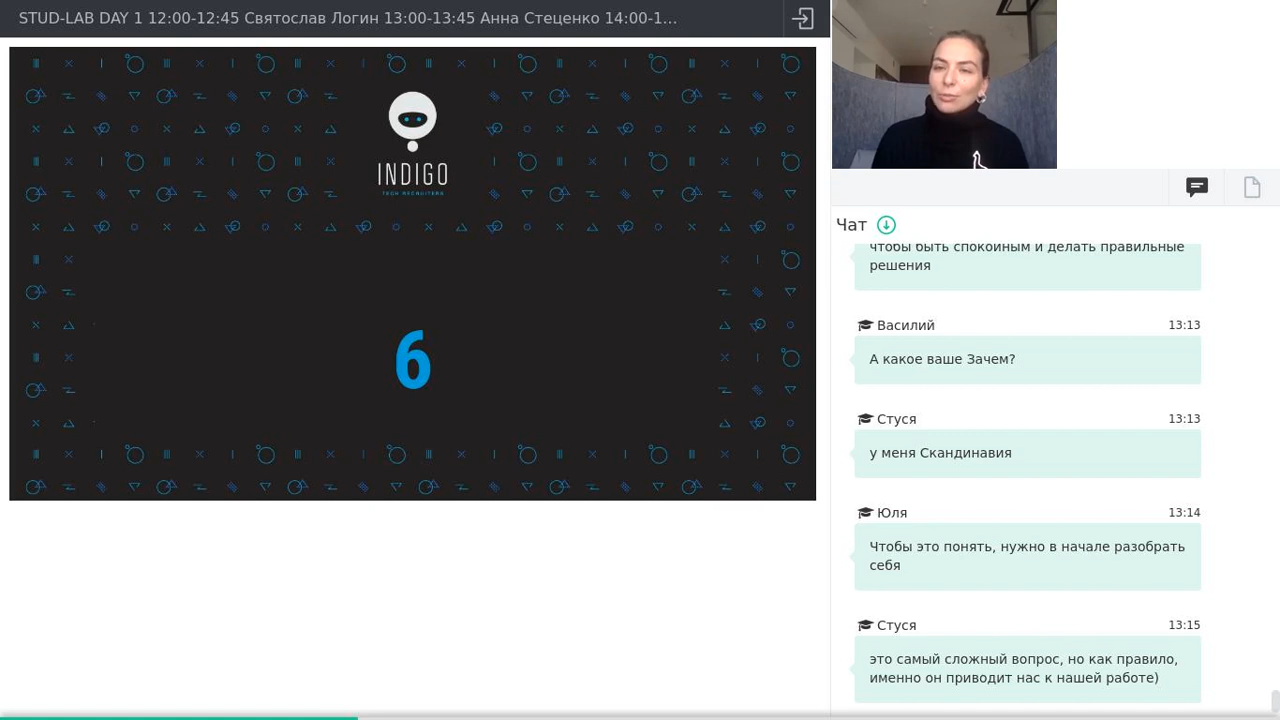 STUD-LAB DAY 1 12:00-12:45 Святослав Логин 13:00-13:45 Анна Стеценко 14:00-1...
INDIGO
TECH RECRUITERS
6
Чат
чтобы быть спокойным и делать правильные
решения
Василий 13:13
А какое ваше Зачем?
Стуся 13:13
у меня Скандинавия
Юля 13:14
Чтобы это понять, нужно в начале разобрать
себя
Стуся 13:15
это самый сложный вопрос, но как правило,
именно он приводит нас к нашей работе)